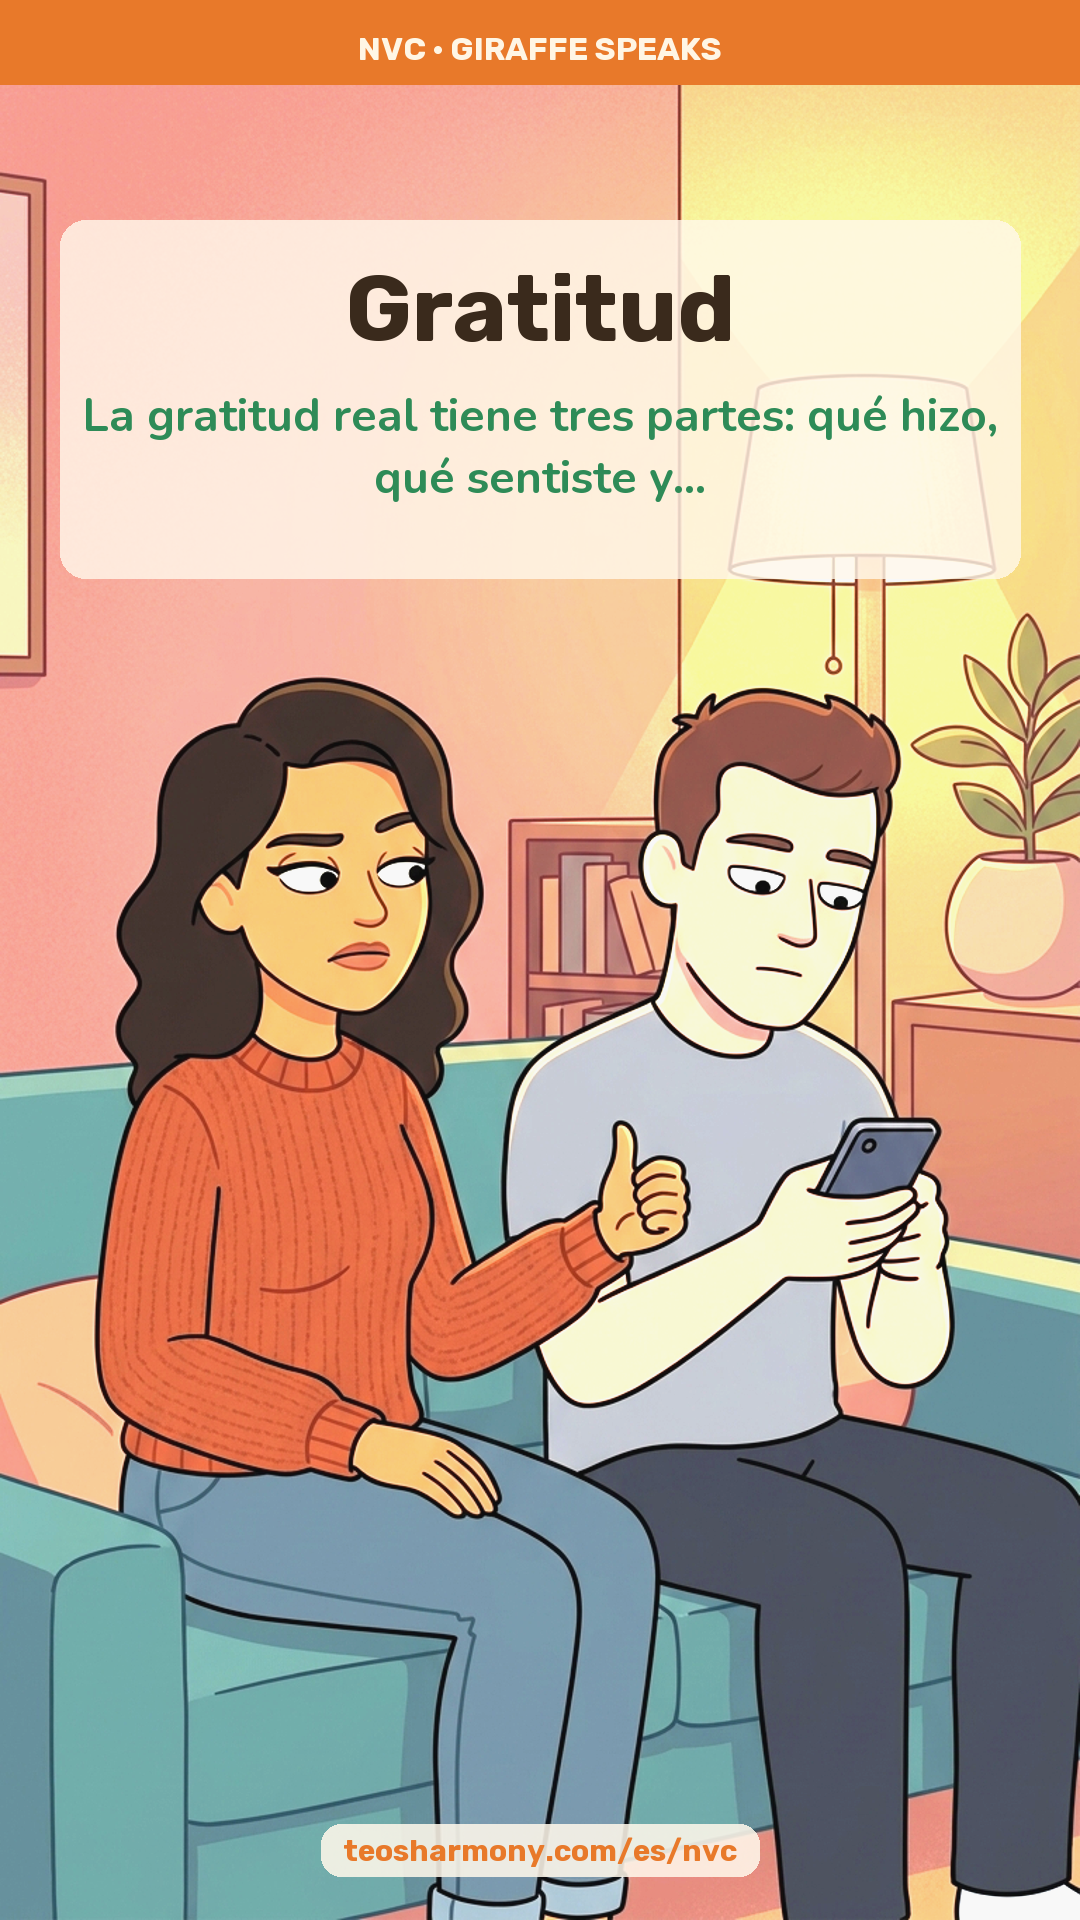 NVC • GIRAFFE SPEAKS
Gratitud
La gratitud real tiene tres partes: qué hizo,
qué sentiste y...
teosharmony.com/es/nvc